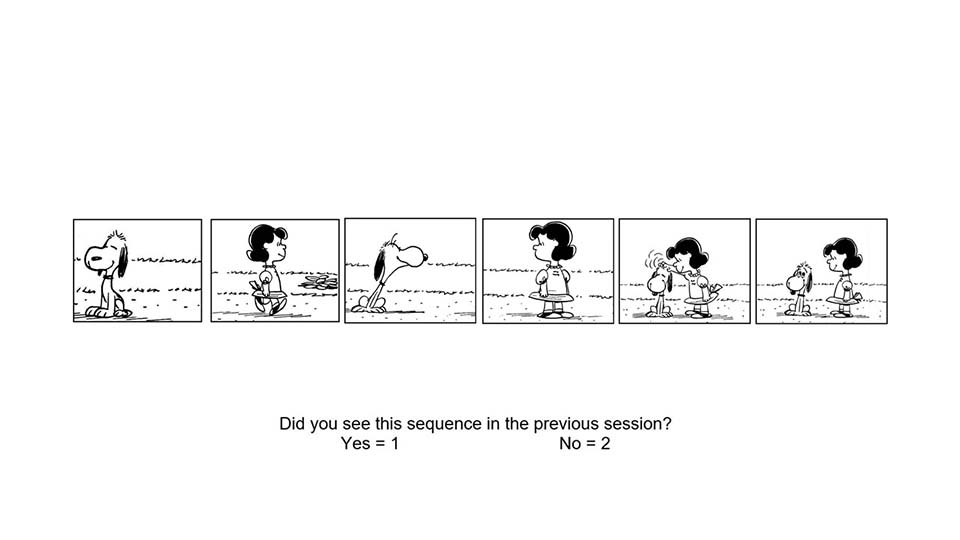 Did you see this sequence in the previous session?
Yes = 1 No = 2